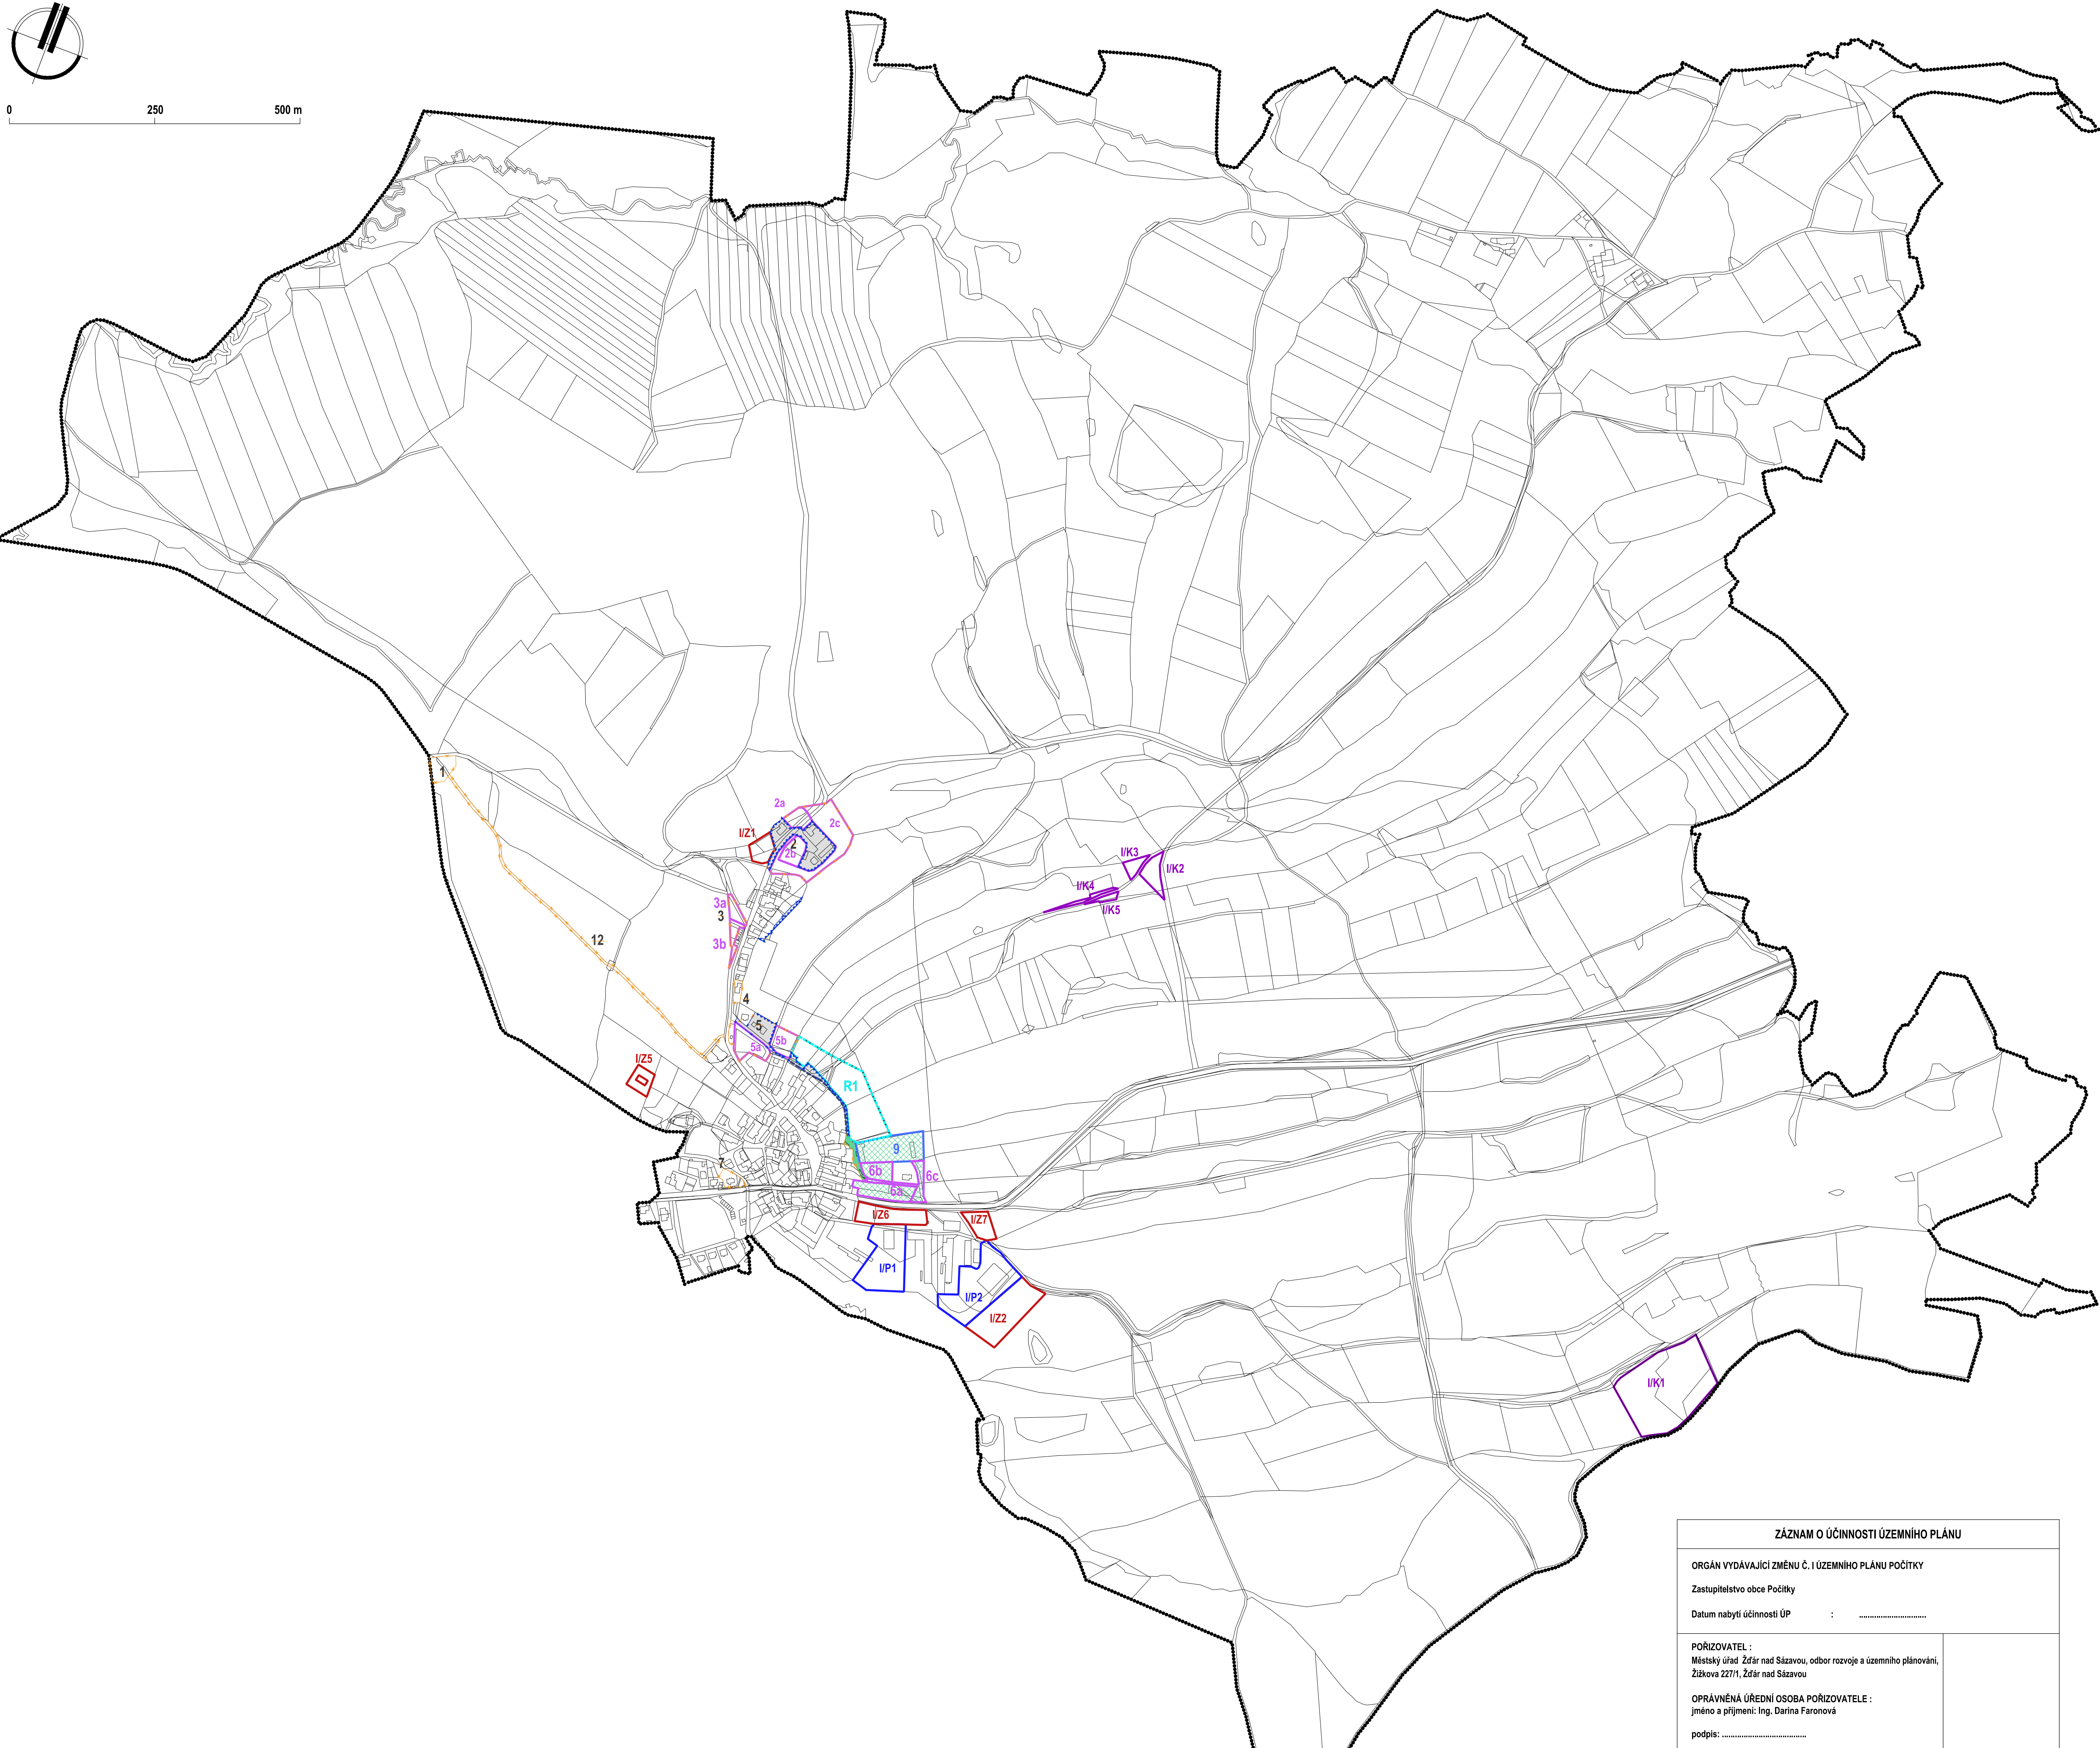 0 250 500 m
1
2a
2c
I/Z1
2
2b
I/K3
I/K2
I/K4
I/K5
3a
3
3b
12
4
5
5a
5b
I/Z5
R1
9
7
6b
6c
6a
I/Z6
I/Z7
I/P1
I/P2
I/Z2
I/K1
ZÁZNAM O ÚČINNOSTI ÚZEMNÍHO PLÁNU
ORGÁN VYDÁVAJÍCÍ ZMĚNU Č. I ÚZEMNÍHO PLÁNU POČÍTKY
Zastupitelstvo obce Počítky
Datum nabytí účinnosti ÚP : ..............................
POŘIZOVATEL :
Městský úřad Žďár nad Sázavou, odbor rozvoje a územního plánování,
Žižkova 227/1, Žďár nad Sázavou
OPRÁVNĚNÁ ÚŘEDNÍ OSOBA POŘIZOVATELE :
jméno a příjmení: Ing. Darina Faronová
podpis: ......................................